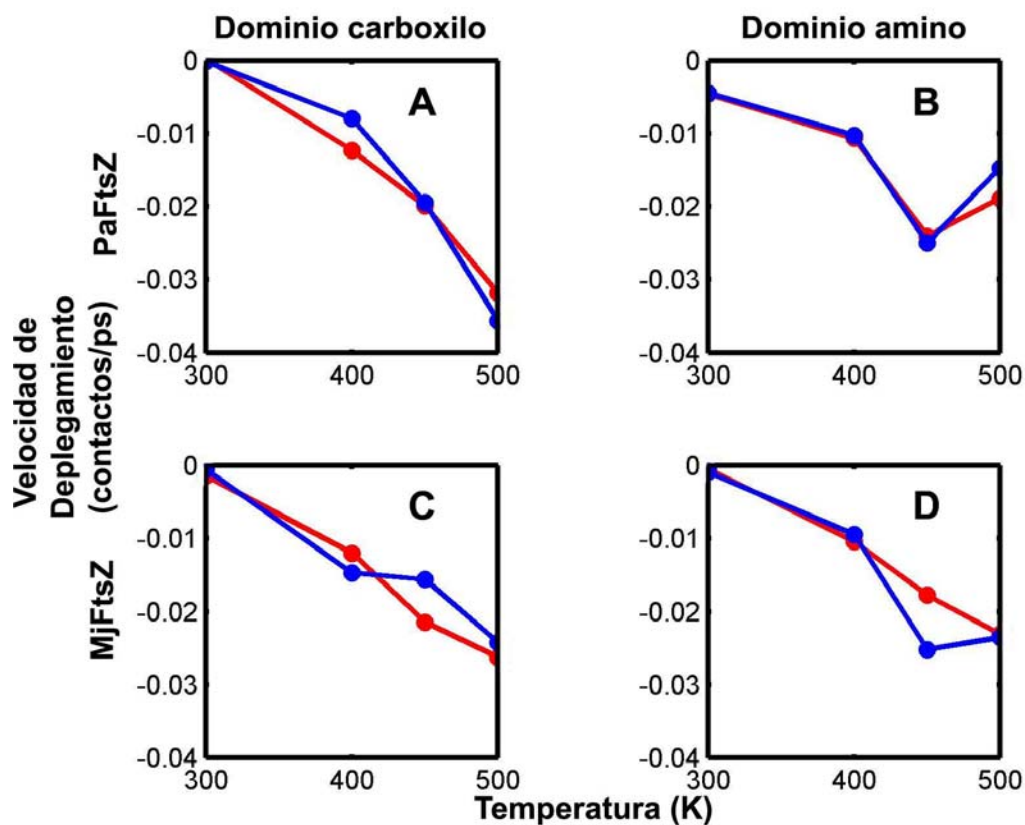 Dominio carboxilo
Dominio amino
PaFtsZ
MjFtsZ
Velocidad de
Deplegamiento
(contactos/ps)
A
0
-0.01
-0.02
-0.03
-0.04
300
400
500
B
0
-0.01
-0.02
-0.03
-0.04
300
400
500
C
0
-0.01
-0.02
-0.03
-0.04
300
400
500
D
0
-0.01
-0.02
-0.03
-0.04
300
400
500
Temperatura (K)